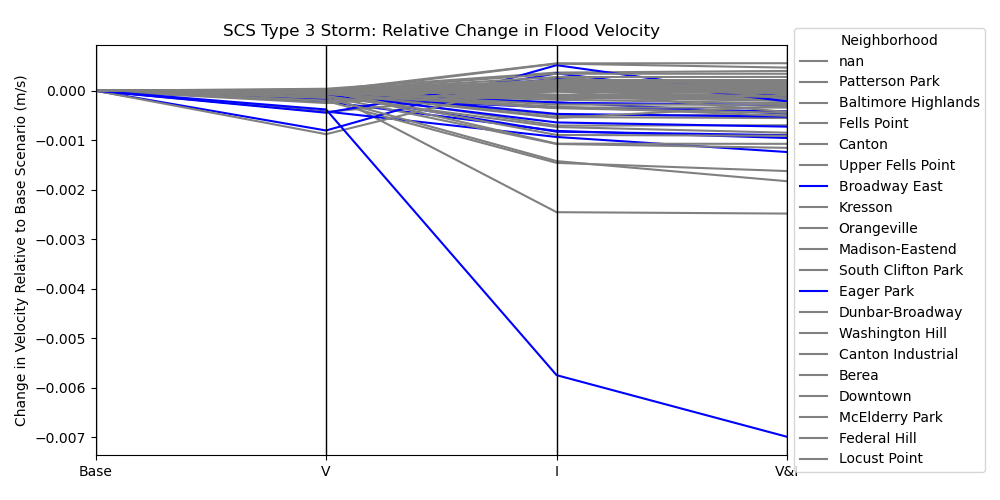 SCS Type 3 Storm: Relative Change in Flood Velocity
Change in Velocity Relative to Base Scenario (m/s)
0.000
−0.001
−0.002
−0.003
−0.004
−0.005
−0.006
−0.007
Base
V
I
V&I
Neighborhood
nan
Patterson Park
Baltimore Highlands
Fells Point
Canton
Upper Fells Point
Broadway East
Kresson
Orangeville
Madison-Eastend
South Clifton Park
Eager Park
Dunbar-Broadway
Washington Hill
Canton Industrial
Berea
Downtown
McElderry Park
Federal Hill
Locust Point